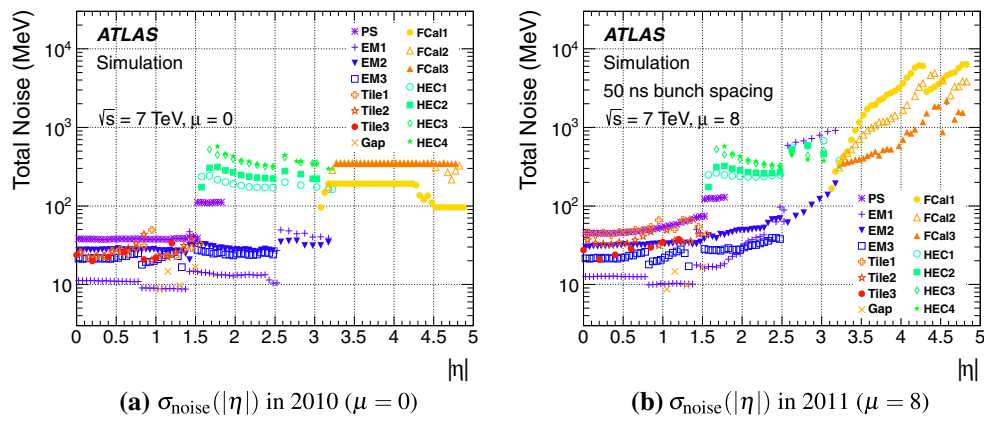 Total Noise (MeV)
10⁴
10³
10²
10
ATLAS
Simulation
√s = 7 TeV, μ = 0
PS
EM1
EM2
EM3
Tile1
Tile2
Tile3
Gap
FCal1
FCal2
FCal3
HEC1
HEC2
HEC3
HEC4
0 0.5 1 1.5 2 2.5 3 3.5 4 4.5 5
|η|
(a) σnoise(|η|) in 2010 (μ = 0)
Total Noise (MeV)
10⁴
10³
10²
10
ATLAS
Simulation
50 ns bunch spacing
√s = 7 TeV, μ = 8
PS
EM1
EM2
EM3
Tile1
Tile2
Tile3
Gap
FCal1
FCal2
FCal3
HEC1
HEC2
HEC3
HEC4
0 0.5 1 1.5 2 2.5 3 3.5 4 4.5 5
|η|
(b) σnoise(|η|) in 2011 (μ = 8)